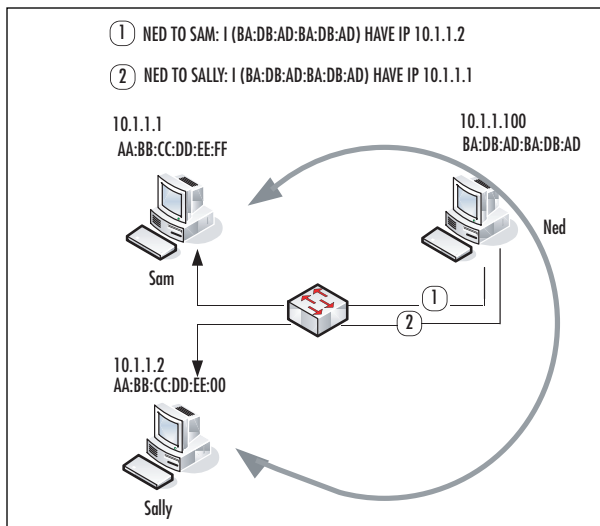 1 NED TO SAM: I (BA:DB:AD:BA:DB:AD) HAVE IP 10.1.1.2
2 NED TO SALLY: I (BA:DB:AD:BA:DB:AD) HAVE IP 10.1.1.1
10.1.1.1
AA:BB:CC:DD:EE:FF
10.1.1.100
BA:DB:AD:BA:DB:AD
Ned
Sam
1
2
10.1.1.2
AA:BB:CC:DD:EE:00
Sally